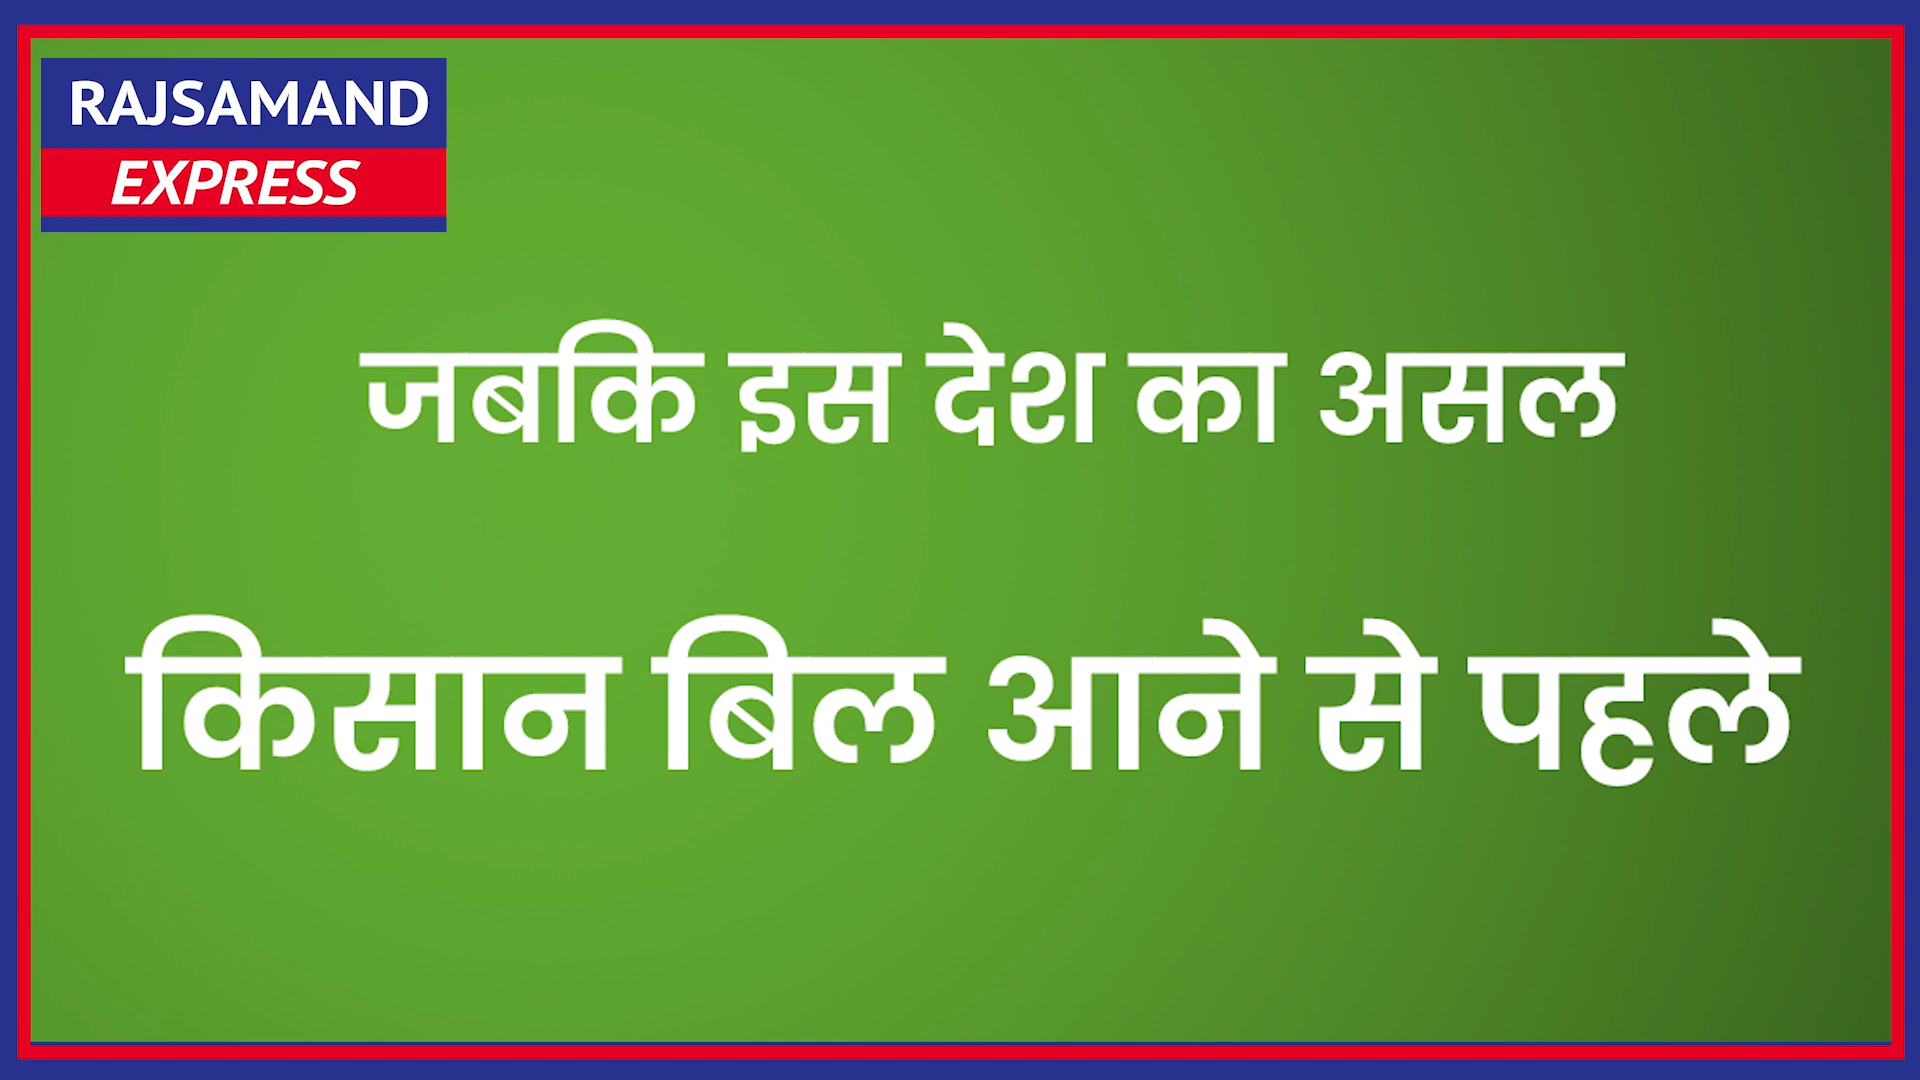 RAJSAMAND
EXPRESS
जबकि इस देश का असल
किसान बिल आने से पहले